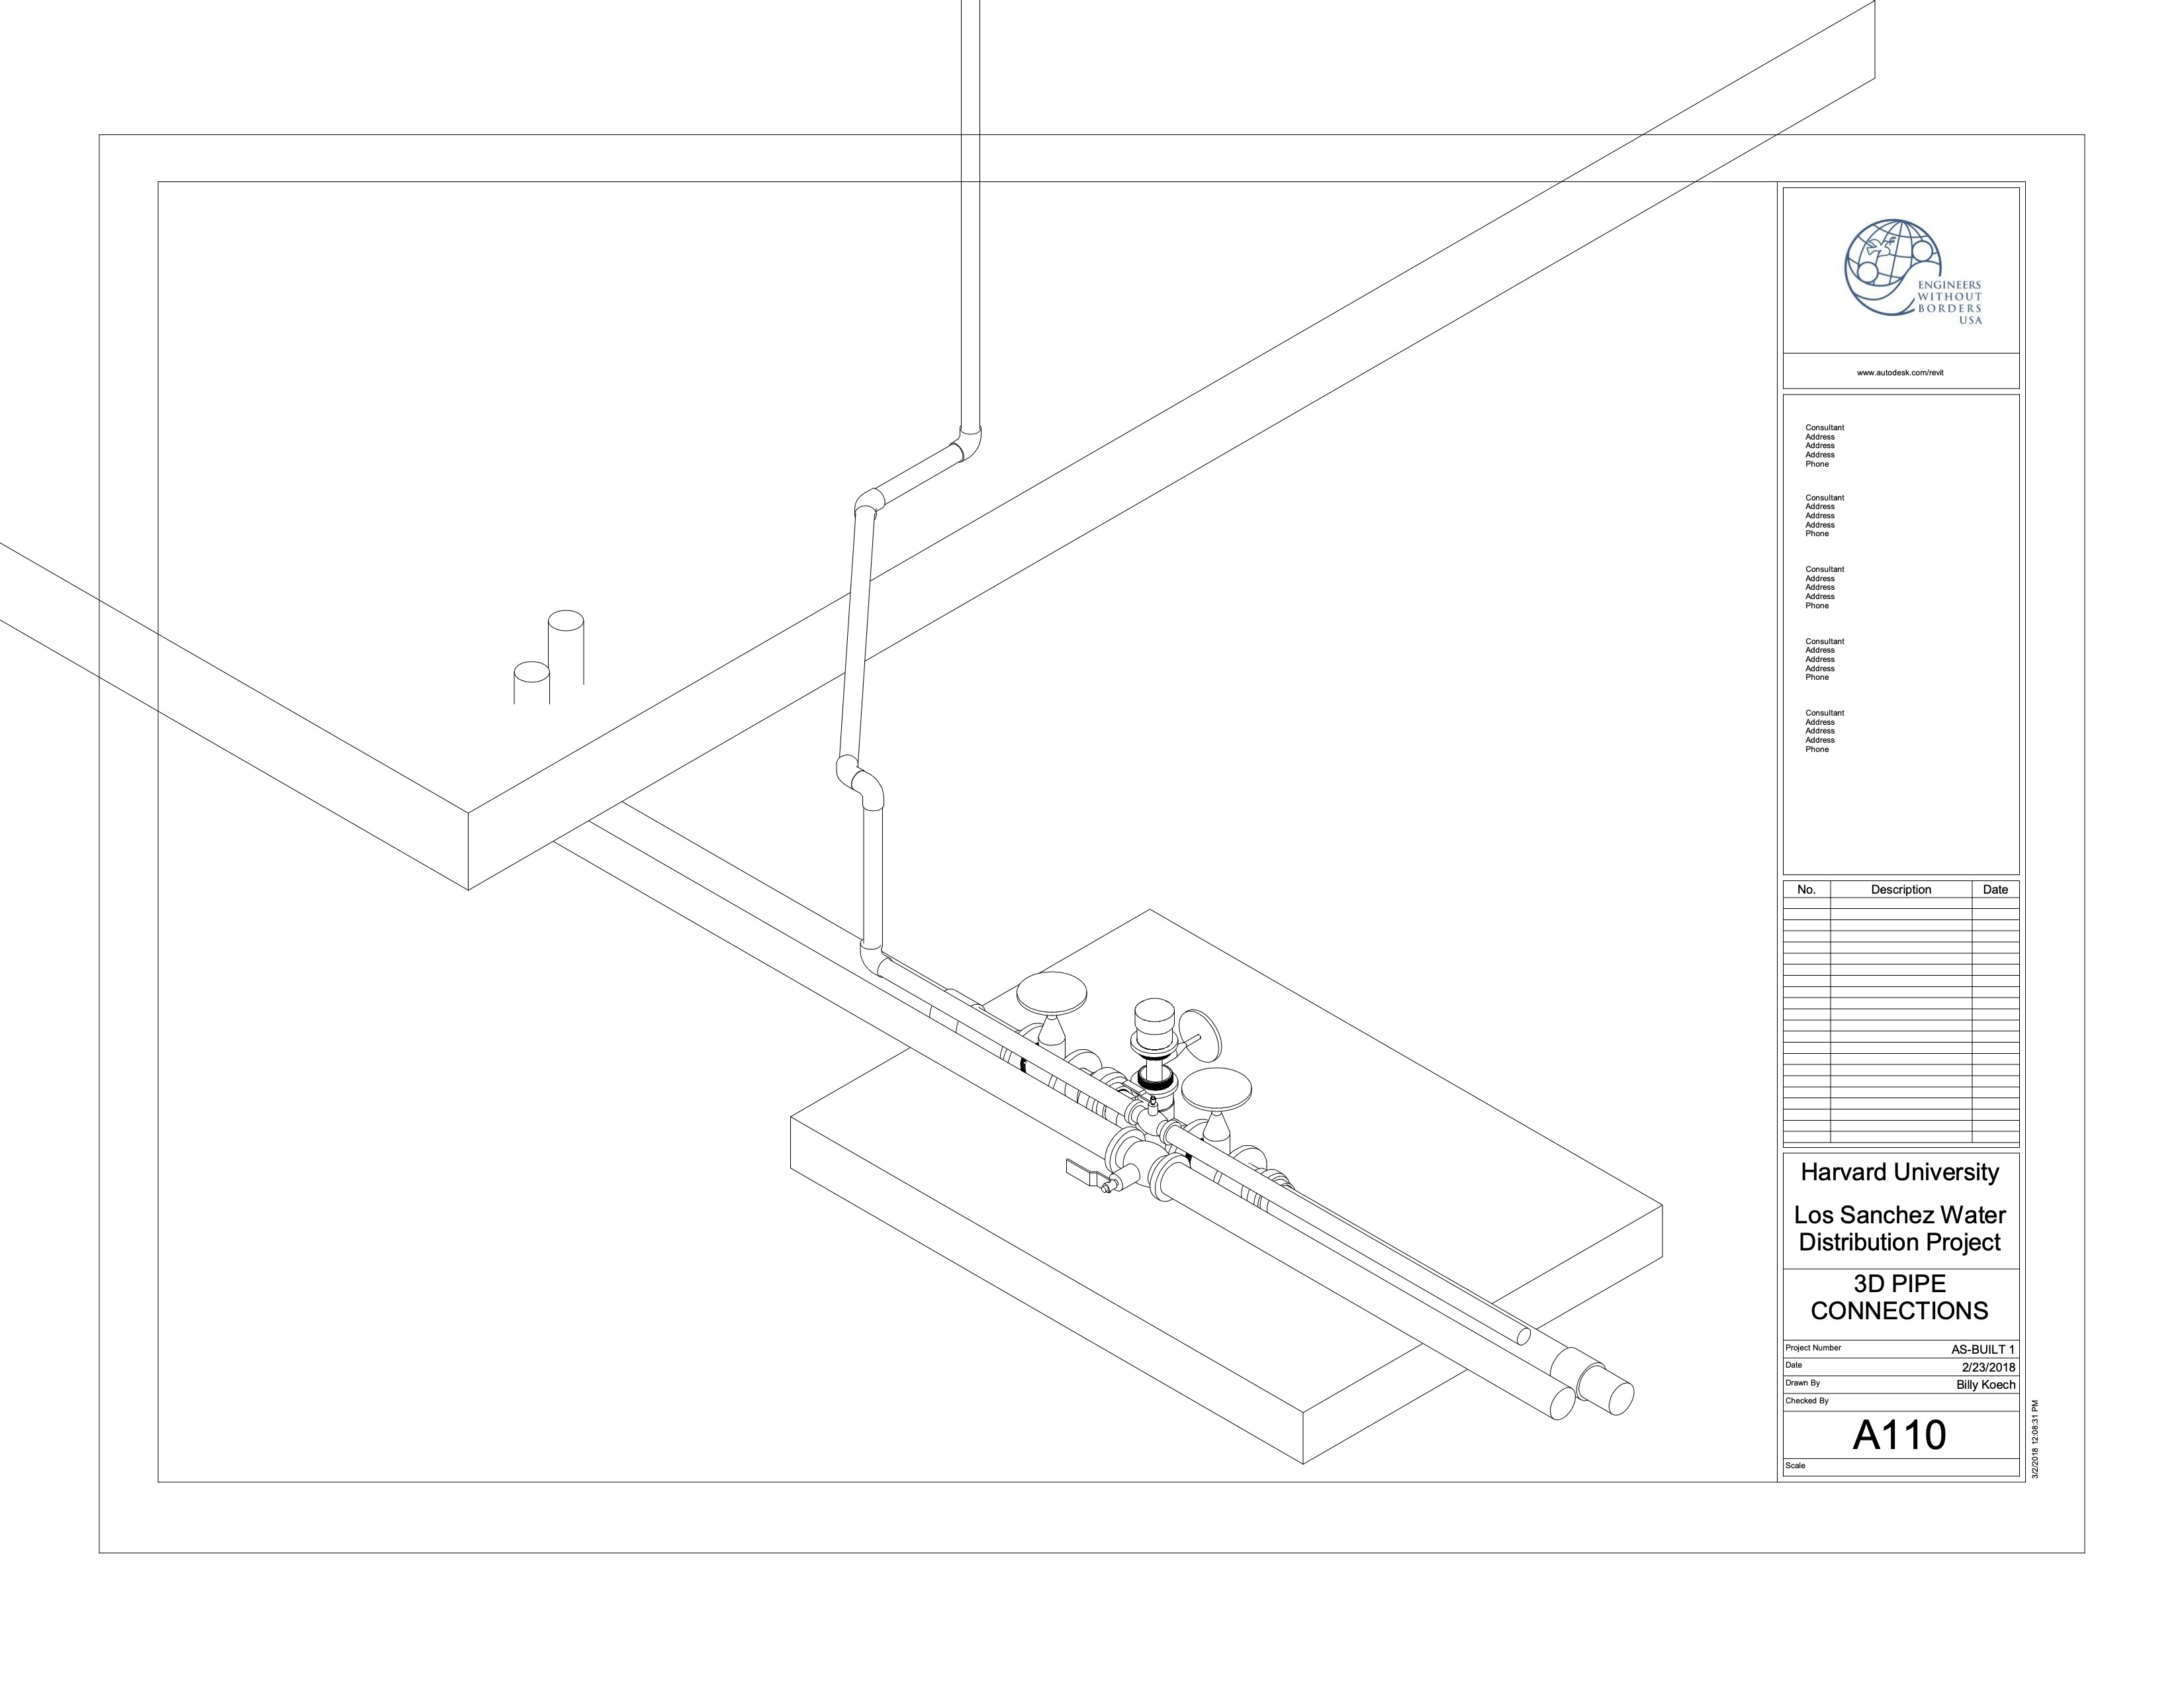 ENGINEERS
WITHOUT
BORDERS
USA
www.autodesk.com/revit
Consultant
Address
Address
Address
Phone
Consultant
Address
Address
Address
Phone
Consultant
Address
Address
Address
Phone
Consultant
Address
Address
Address
Phone
Consultant
Address
Address
Address
Phone
No. Description Date
Harvard University
Los Sanchez Water
Distribution Project
3D PIPE
CONNECTIONS
Project Number AS-BUILT 1
Date 2/23/2018
Drawn By Billy Koech
Checked By
A110
Scale
3/2/2018 12:08:31 PM